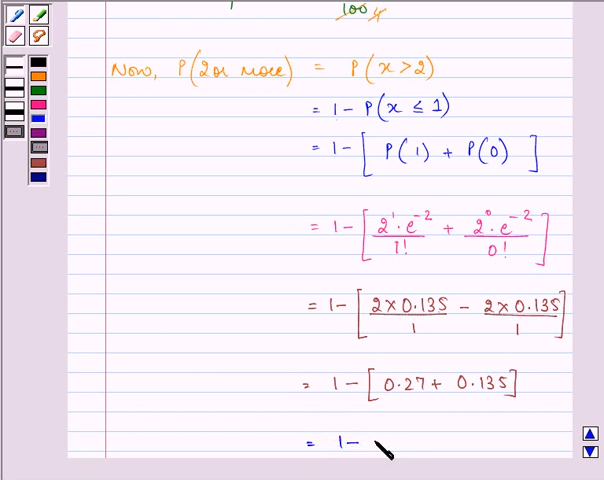 100 4
Now, P(2 or more) = P(x > 2)
= 1 - P(x ≤ 1)
= 1 - [ P(1) + P(0) ]
= 1 - [ 2¹·e⁻²/1! + 2⁰·e⁻²/0! ]
= 1 - [ 2×0.135/1 - 2×0.135/1 ]
= 1 - [ 0.27 + 0.135 ]
= 1 -